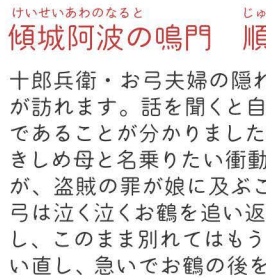 けいせいあわのなると　じゅ
傾城阿波の鳴門　順
十郎兵衛・お弓夫婦の隠れ
が訪れます。話を聞くと自
であることが分かりました
きしめ母と名乗りたい衝動
が、盗賊の罪が娘に及ぶこ
弓は泣く泣くお鶴を追い返
し、このまま別れてはもう
い直し、急いでお鶴の後を